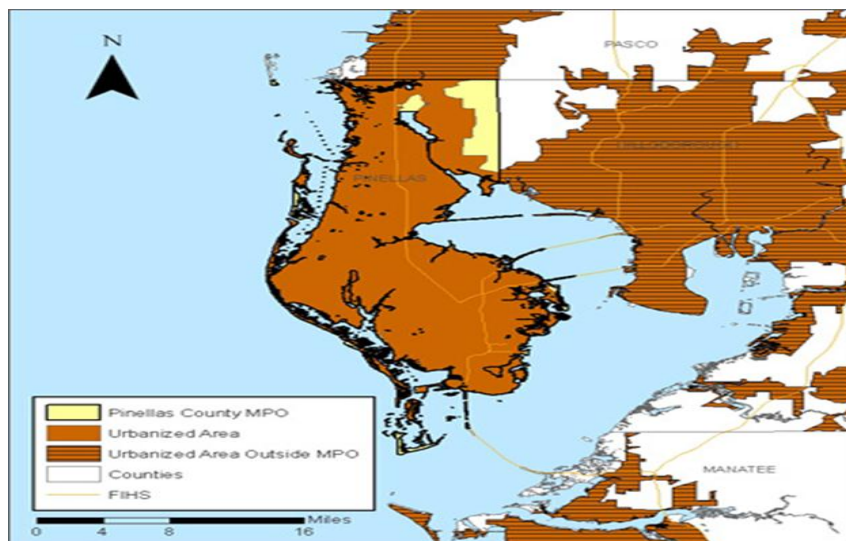 N
PASCO
HILLSBOROUGH
PINELLAS
Pinellas County MPO
Urbanized Area
Urbanized Area Outside MPO
Counties
FIHS
MANATEE
Miles
0 4 8 16